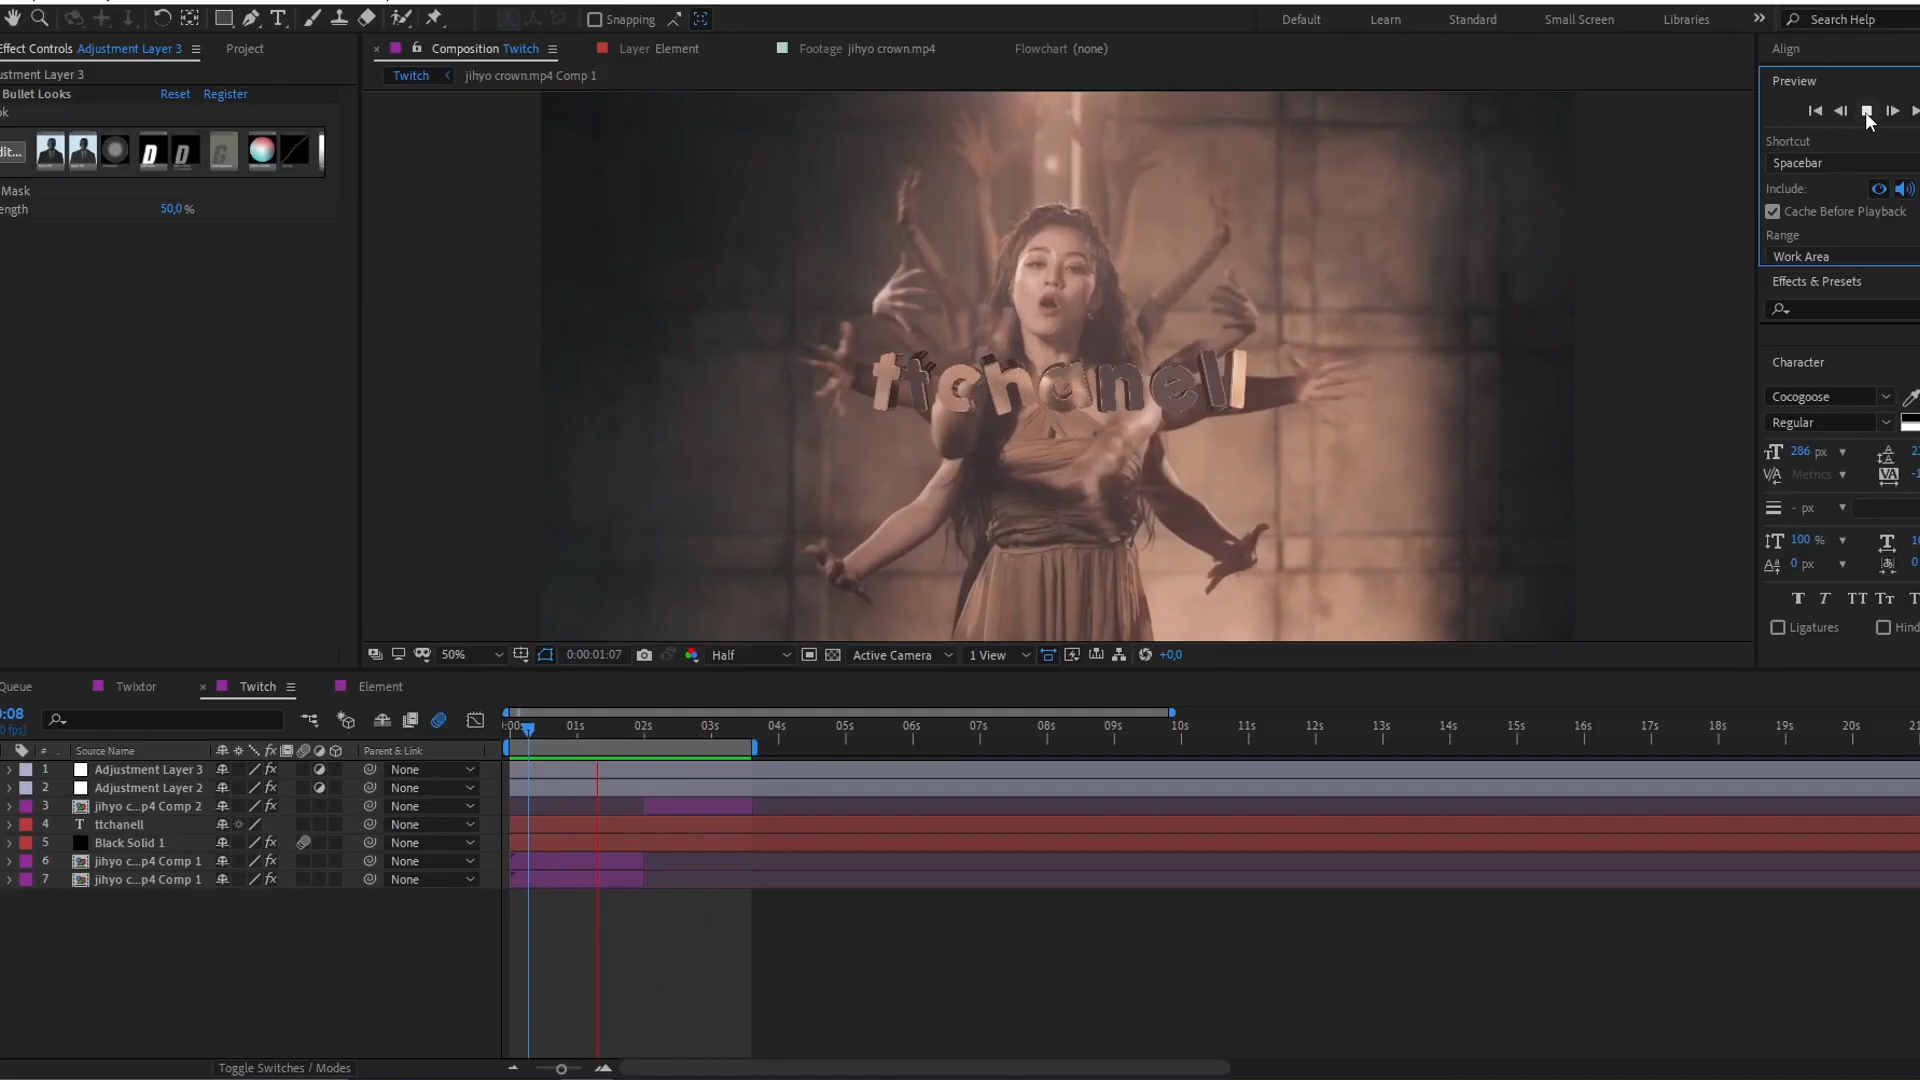 Snapping
Default
Learn
Standard
Small Screen
Libraries
Search Help
Effect Controls Adjustment Layer 3
Project
Composition Twitch
Layer Element
Footage jihyo crown.mp4
Flowchart (none)
Align
Twitch
jihyo crown.mp4 Comp 1
Bullet Looks
Reset
Register
Mask
50,0 %
Preview
Shortcut
Spacebar
Include:
Cache Before Playback
Range
Work Area
Effects & Presets
ttchanell
Character
Cocogoose
Regular
286 px
Metrics
- px
100 %
0 px
Ligatures
50%
0:00:01:07
Half
Active Camera
1 View
+0,0
Queue
Twixtor
Twitch
Element
0:08
01s
02s
03s
04s
05s
06s
07s
08s
09s
10s
11s
12s
13s
14s
15s
16s
17s
18s
19s
20s
# Source Name
Parent & Link
1 Adjustment Layer 3 None
2 Adjustment Layer 2 None
3 jihyo c...p4 Comp 2 None
4 T ttchanell None
5 Black Solid 1 None
6 jihyo c...p4 Comp 1 None
7 jihyo c...p4 Comp 1 None
Toggle Switches / Modes